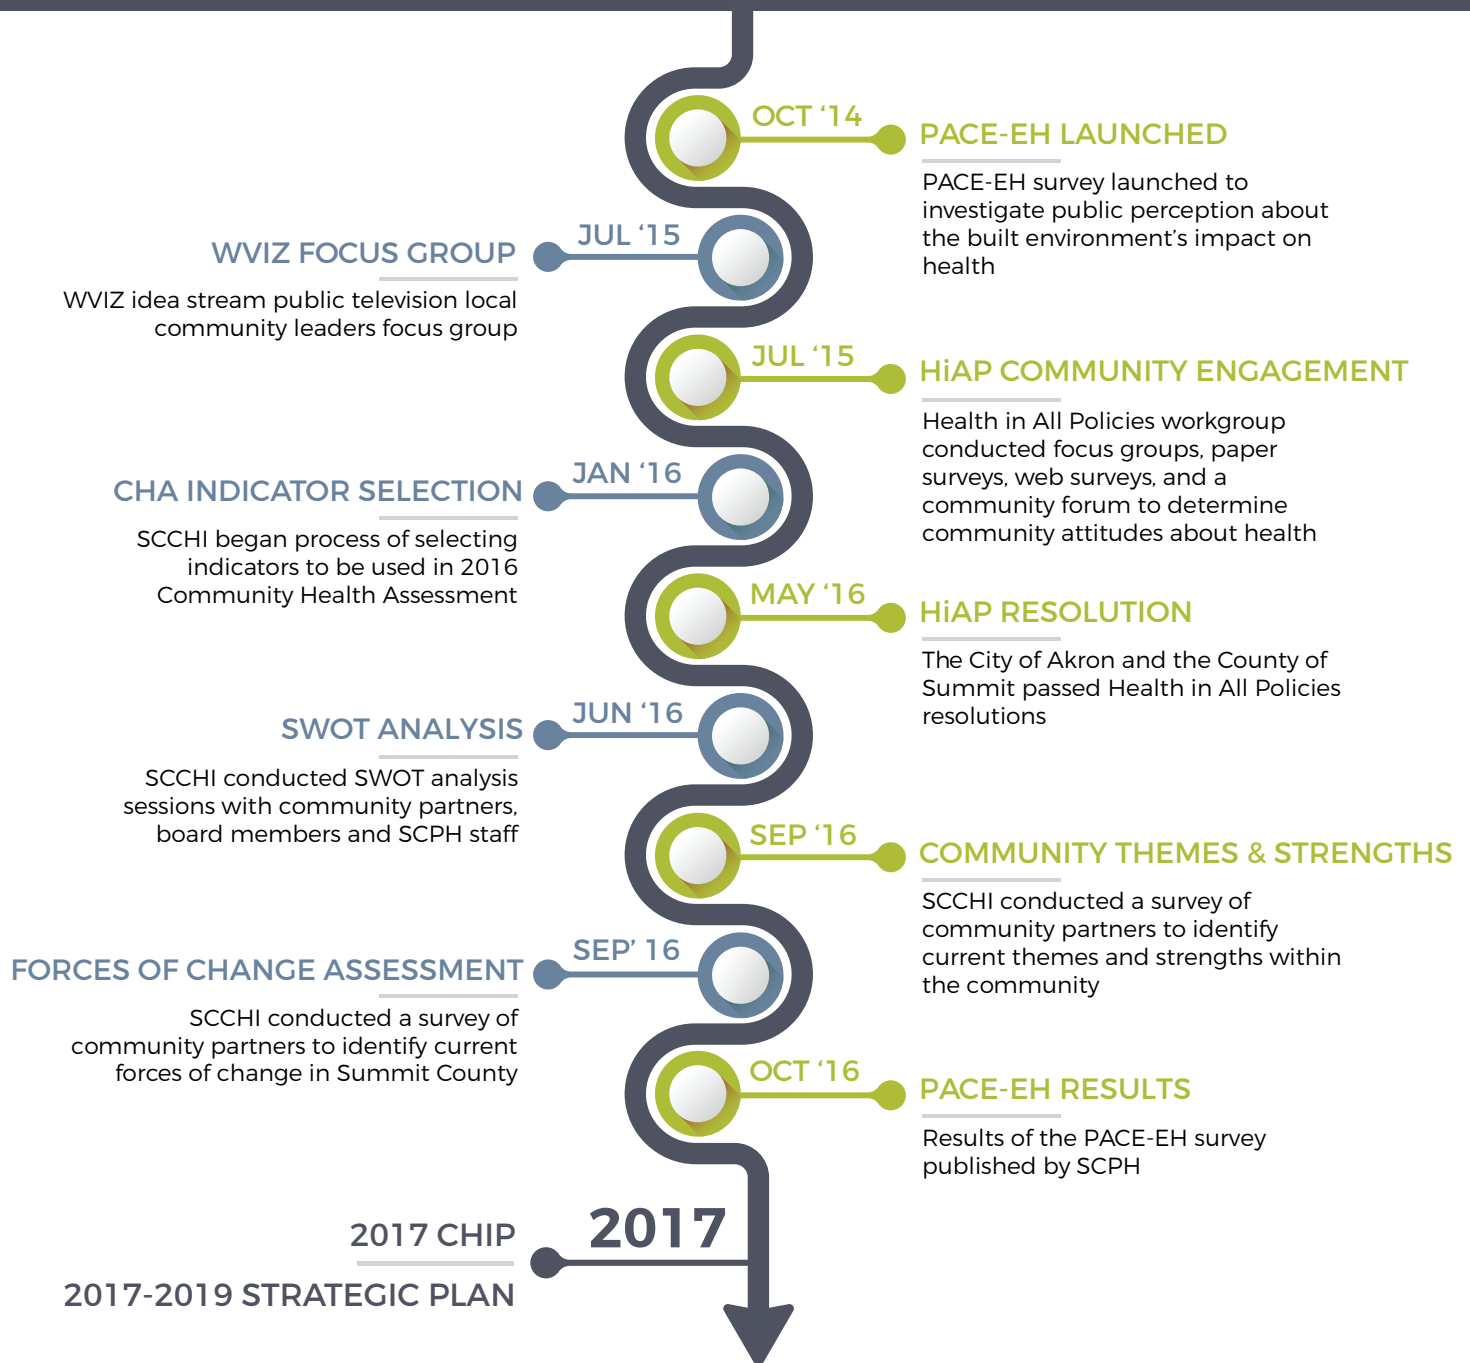 OCT ‘14
PACE-EH LAUNCHED
PACE-EH survey launched to
investigate public perception about
the built environment’s impact on
health
JUL ‘15
WVIZ FOCUS GROUP
WVIZ idea stream public television local
community leaders focus group
JUL ‘15
HiAP COMMUNITY ENGAGEMENT
Health in All Policies workgroup
conducted focus groups, paper
surveys, web surveys, and a
community forum to determine
community attitudes about health
JAN ‘16
CHA INDICATOR SELECTION
SCCHI began process of selecting
indicators to be used in 2016
Community Health Assessment
MAY ‘16
HiAP RESOLUTION
The City of Akron and the County of
Summit passed Health in All Policies
resolutions
JUN ‘16
SWOT ANALYSIS
SCCHI conducted SWOT analysis
sessions with community partners,
board members and SCPH staff
SEP ‘16
COMMUNITY THEMES & STRENGTHS
SCCHI conducted a survey of
community partners to identify
current themes and strengths within
the community
SEP’ 16
FORCES OF CHANGE ASSESSMENT
SCCHI conducted a survey of
community partners to identify current
forces of change in Summit County
OCT ‘16
PACE-EH RESULTS
Results of the PACE-EH survey
published by SCPH
2017
2017 CHIP
2017-2019 STRATEGIC PLAN